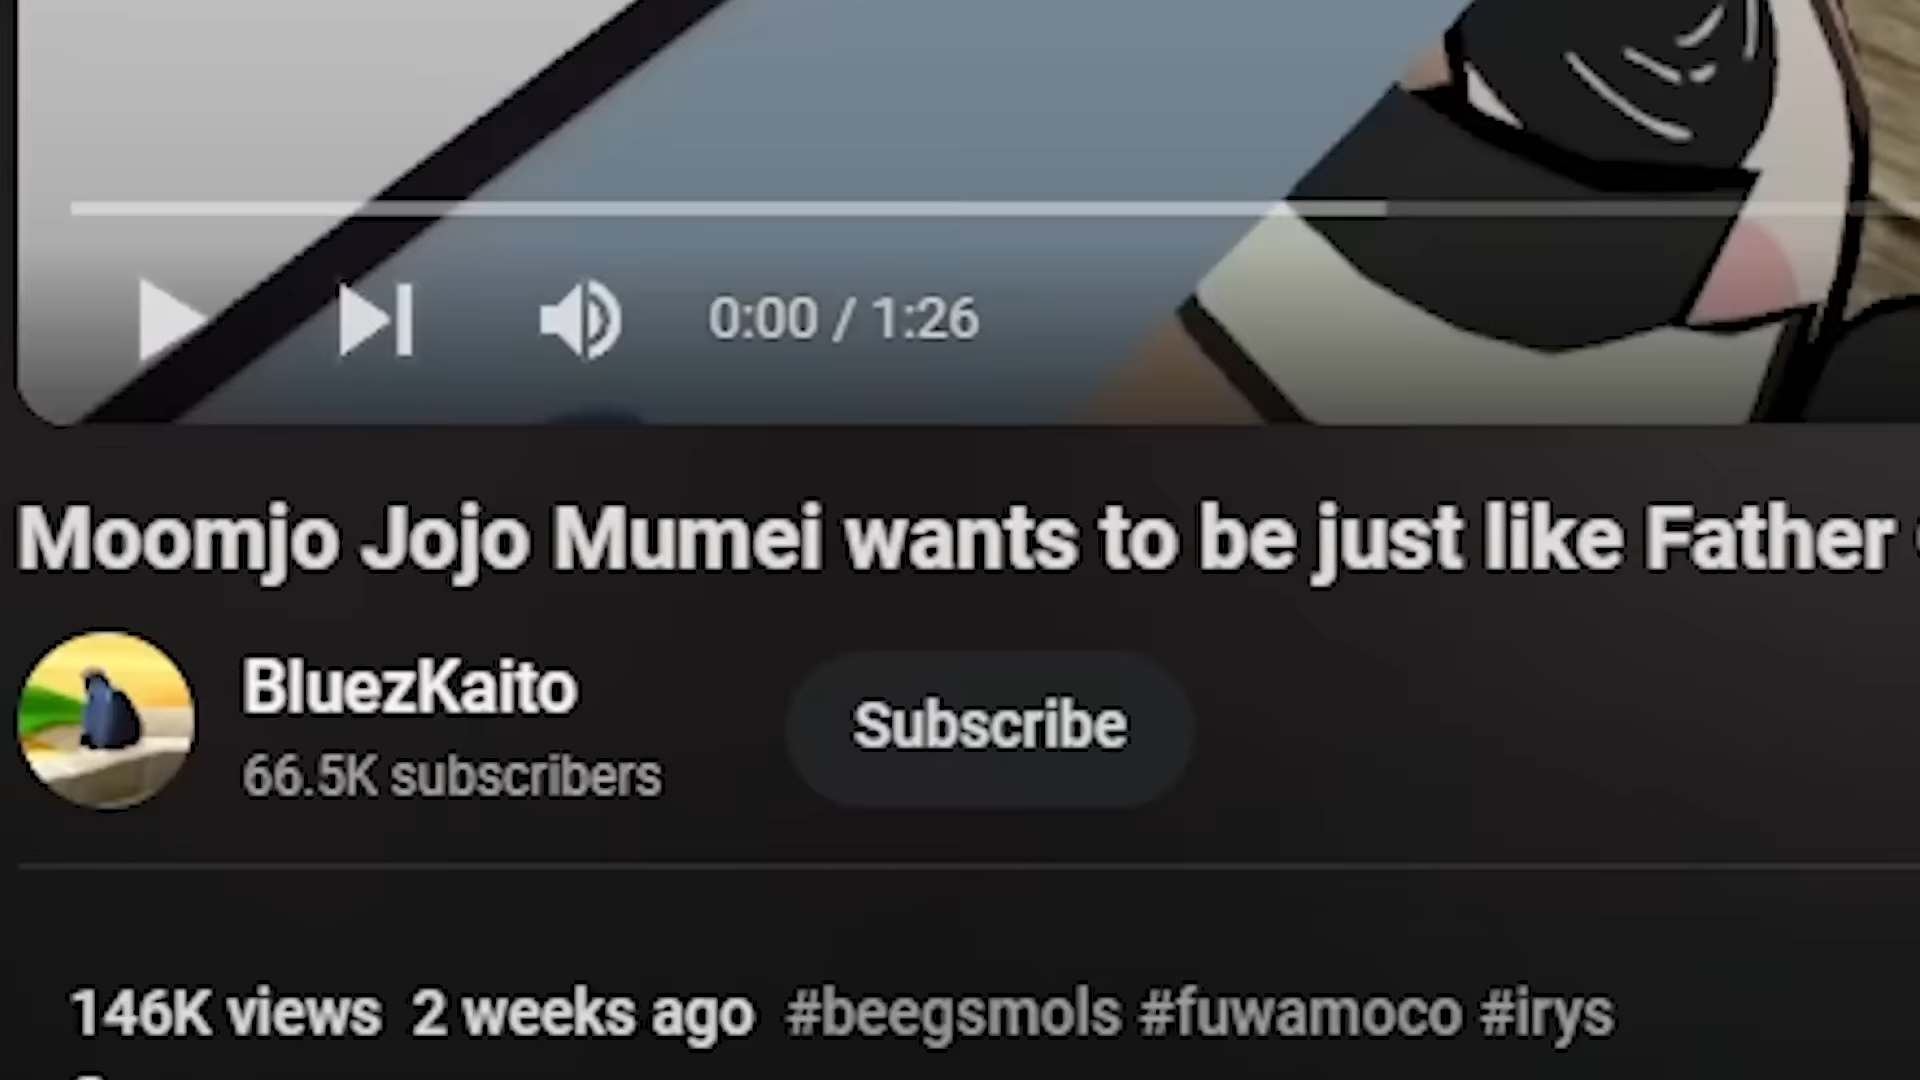 0:00 / 1:26
Moomjo Jojo Mumei wants to be just like Father
BluezKaito
66.5K subscribers
Subscribe
146K views 2 weeks ago #beegsmols #fuwamoco #irys